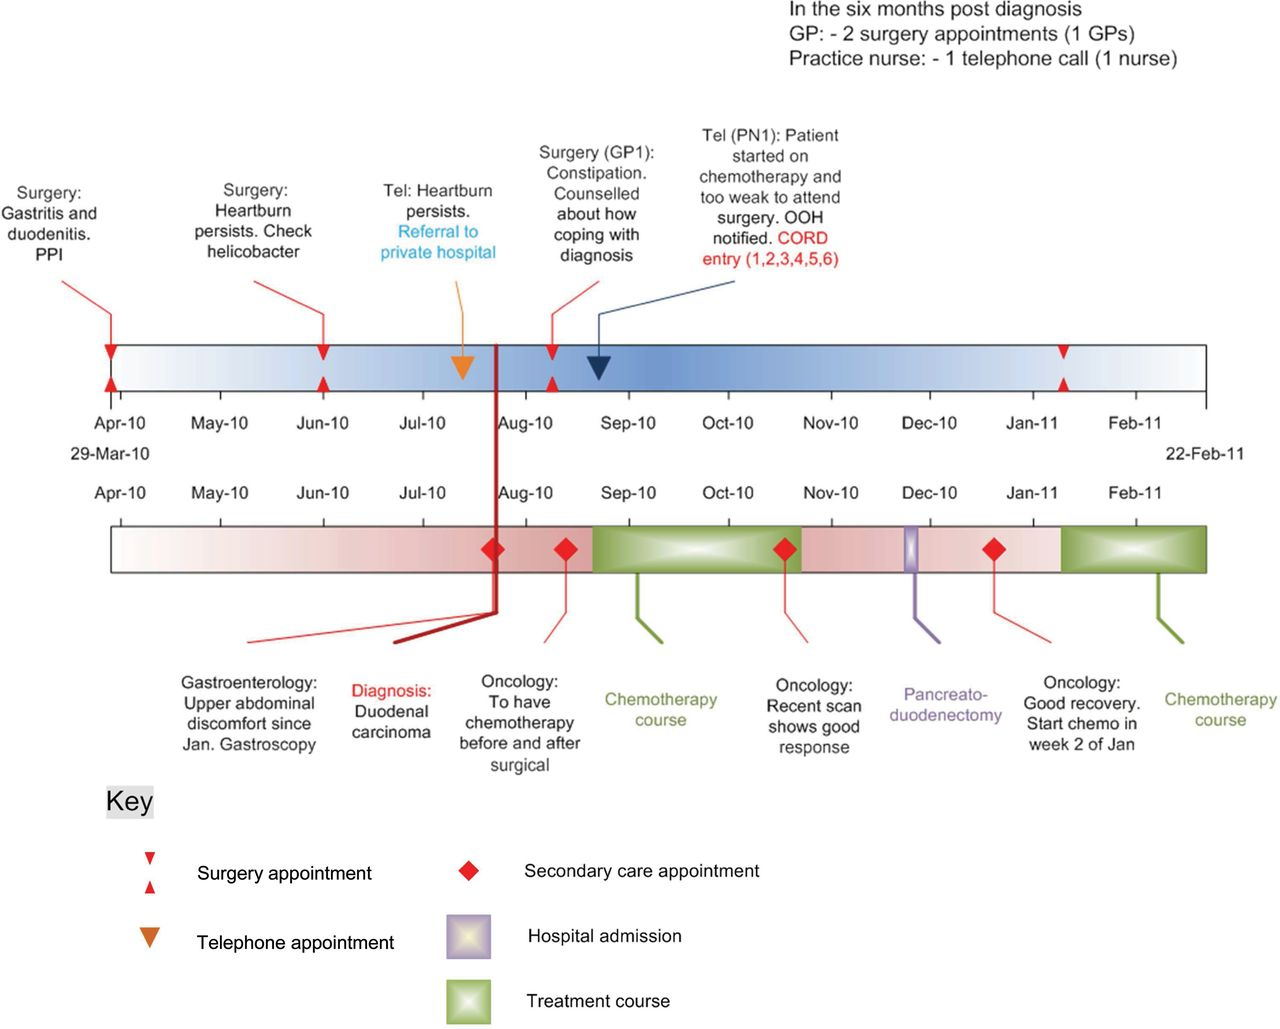 In the six months post diagnosis
GP: - 2 surgery appointments (1 GPs)
Practice nurse: - 1 telephone call (1 nurse)
Surgery:
Gastritis and
duodenitis.
PPI
Surgery:
Heartburn
persists. Check
helicobacter
Tel: Heartburn
persists.
Referral to
private hospital
Surgery (GP1):
Constipation.
Counselled
about how
coping with
diagnosis
Tel (PN1): Patient
started on
chemotherapy and
too weak to attend
surgery. OOH
notified. CORD
entry (1,2,3,4,5,6)
Apr-10 May-10 Jun-10 Jul-10 Aug-10 Sep-10 Oct-10 Nov-10 Dec-10 Jan-11 Feb-11
29-Mar-10 22-Feb-11
Apr-10 May-10 Jun-10 Jul-10 Aug-10 Sep-10 Oct-10 Nov-10 Dec-10 Jan-11 Feb-11
Gastroenterology:
Upper abdominal
discomfort since
Jan. Gastroscopy
Diagnosis:
Duodenal
carcinoma
Oncology:
To have
chemotherapy
before and after
surgical
Chemotherapy
course
Oncology:
Recent scan
shows good
response
Pancreato-
duodenectomy
Oncology:
Good recovery.
Start chemo in
week 2 of Jan
Chemotherapy
course
Key
Surgery appointment
Secondary care appointment
Telephone appointment
Hospital admission
Treatment course